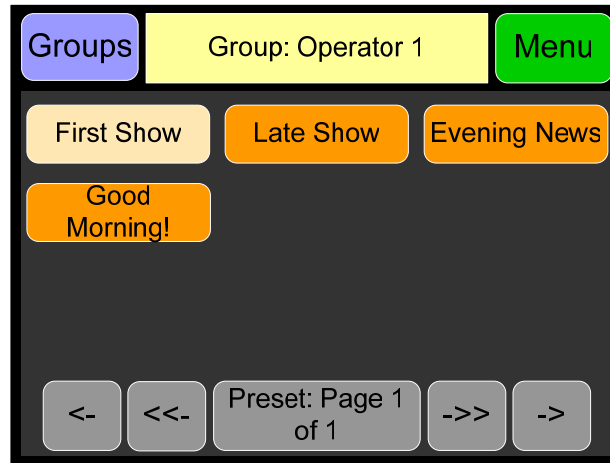 Groups
Group: Operator 1
Menu
First Show
Late Show
Evening News
Good
Morning!
<-
<<-
Preset: Page 1
of 1
->>
->